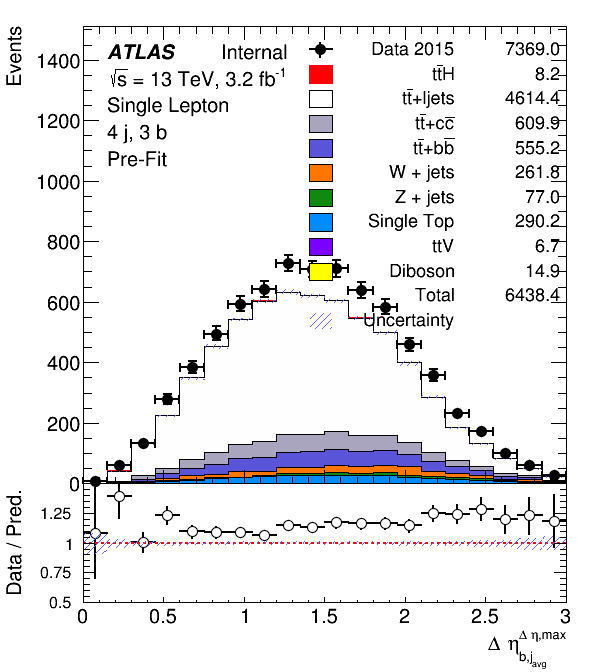 Events
1400
1200
1000
800
600
400
200
0
ATLAS Internal
√s = 13 TeV, 3.2 fb-1
Single Lepton
4 j, 3 b
Pre-Fit
Data 2015 7369.0
tt̄H 8.2
tt̄+ljets 4614.4
tt̄+cc̄ 609.9
tt̄+bb̄ 555.2
W + jets 261.8
Z + jets 77.0
Single Top 290.2
ttV 6.7
Diboson 14.9
Total 6438.4
Uncertainty
Data / Pred.
1.25
1
0.75
0.5
0 0.5 1 1.5 2 2.5 3
Δ η b,javg Δ η,max